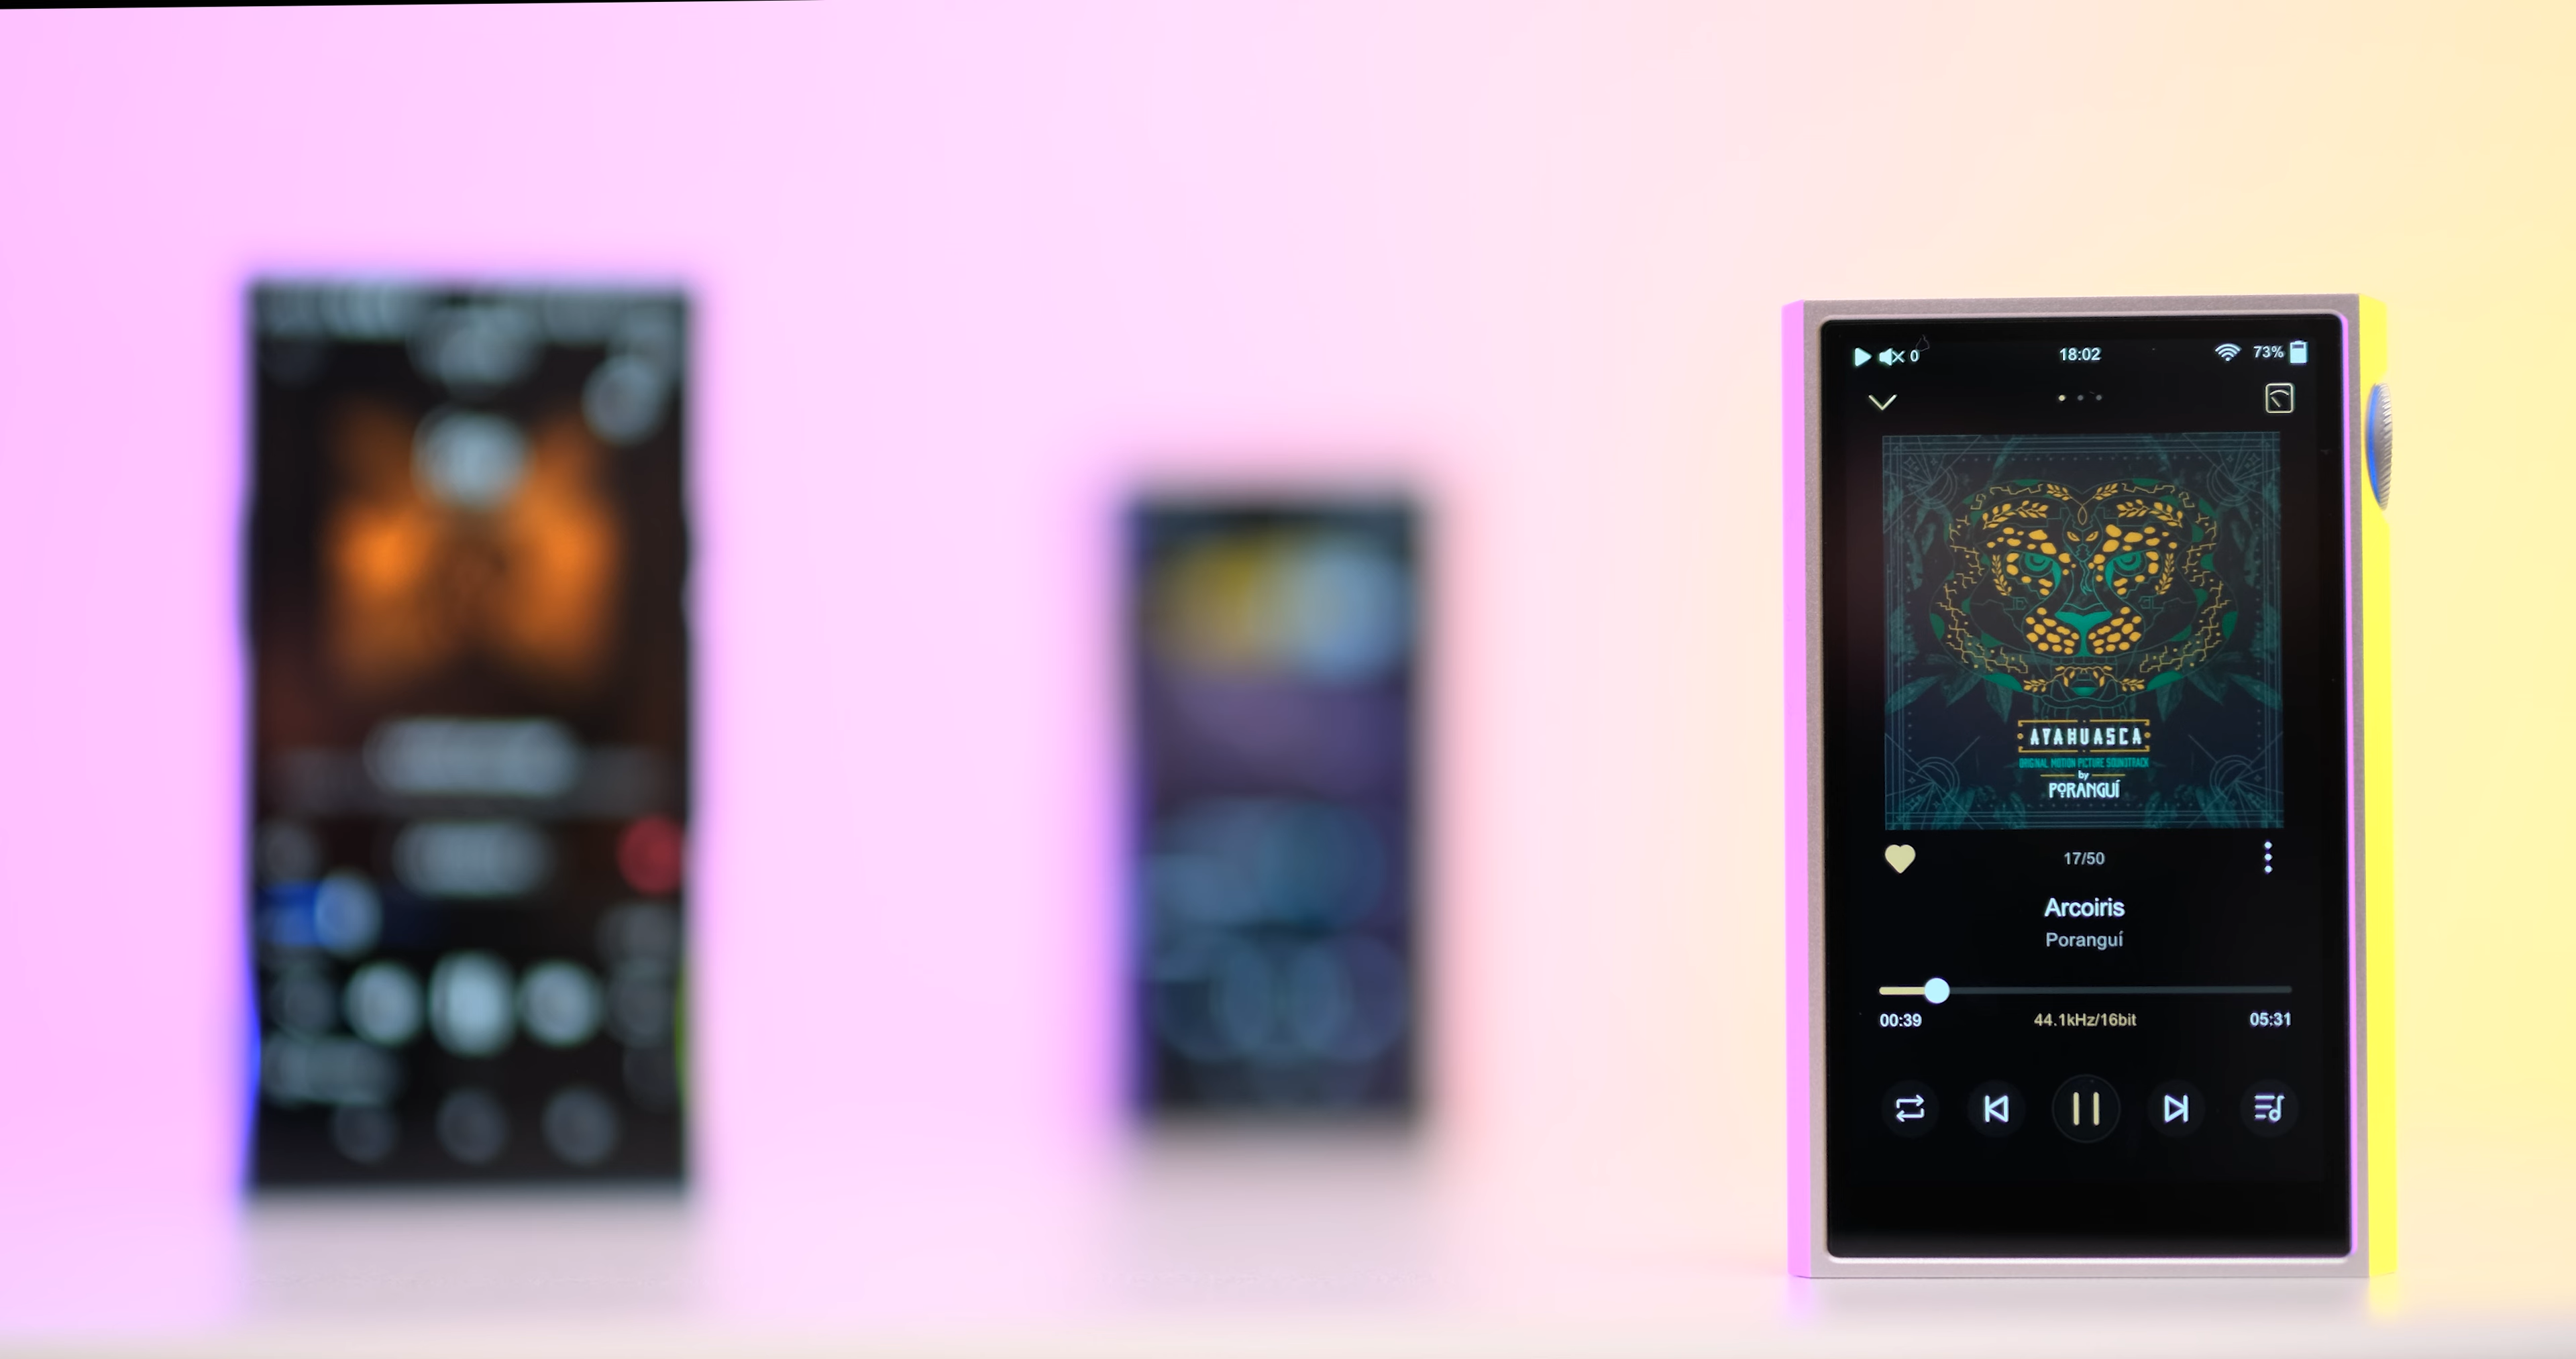 0
18:02
73%
AYAHUASCA
ORIGINAL MOTION PICTURE SOUNDTRACK
by
PORANGUÍ
17/50
Arcoiris
Poranguí
00:39
44.1kHz/16bit
05:31